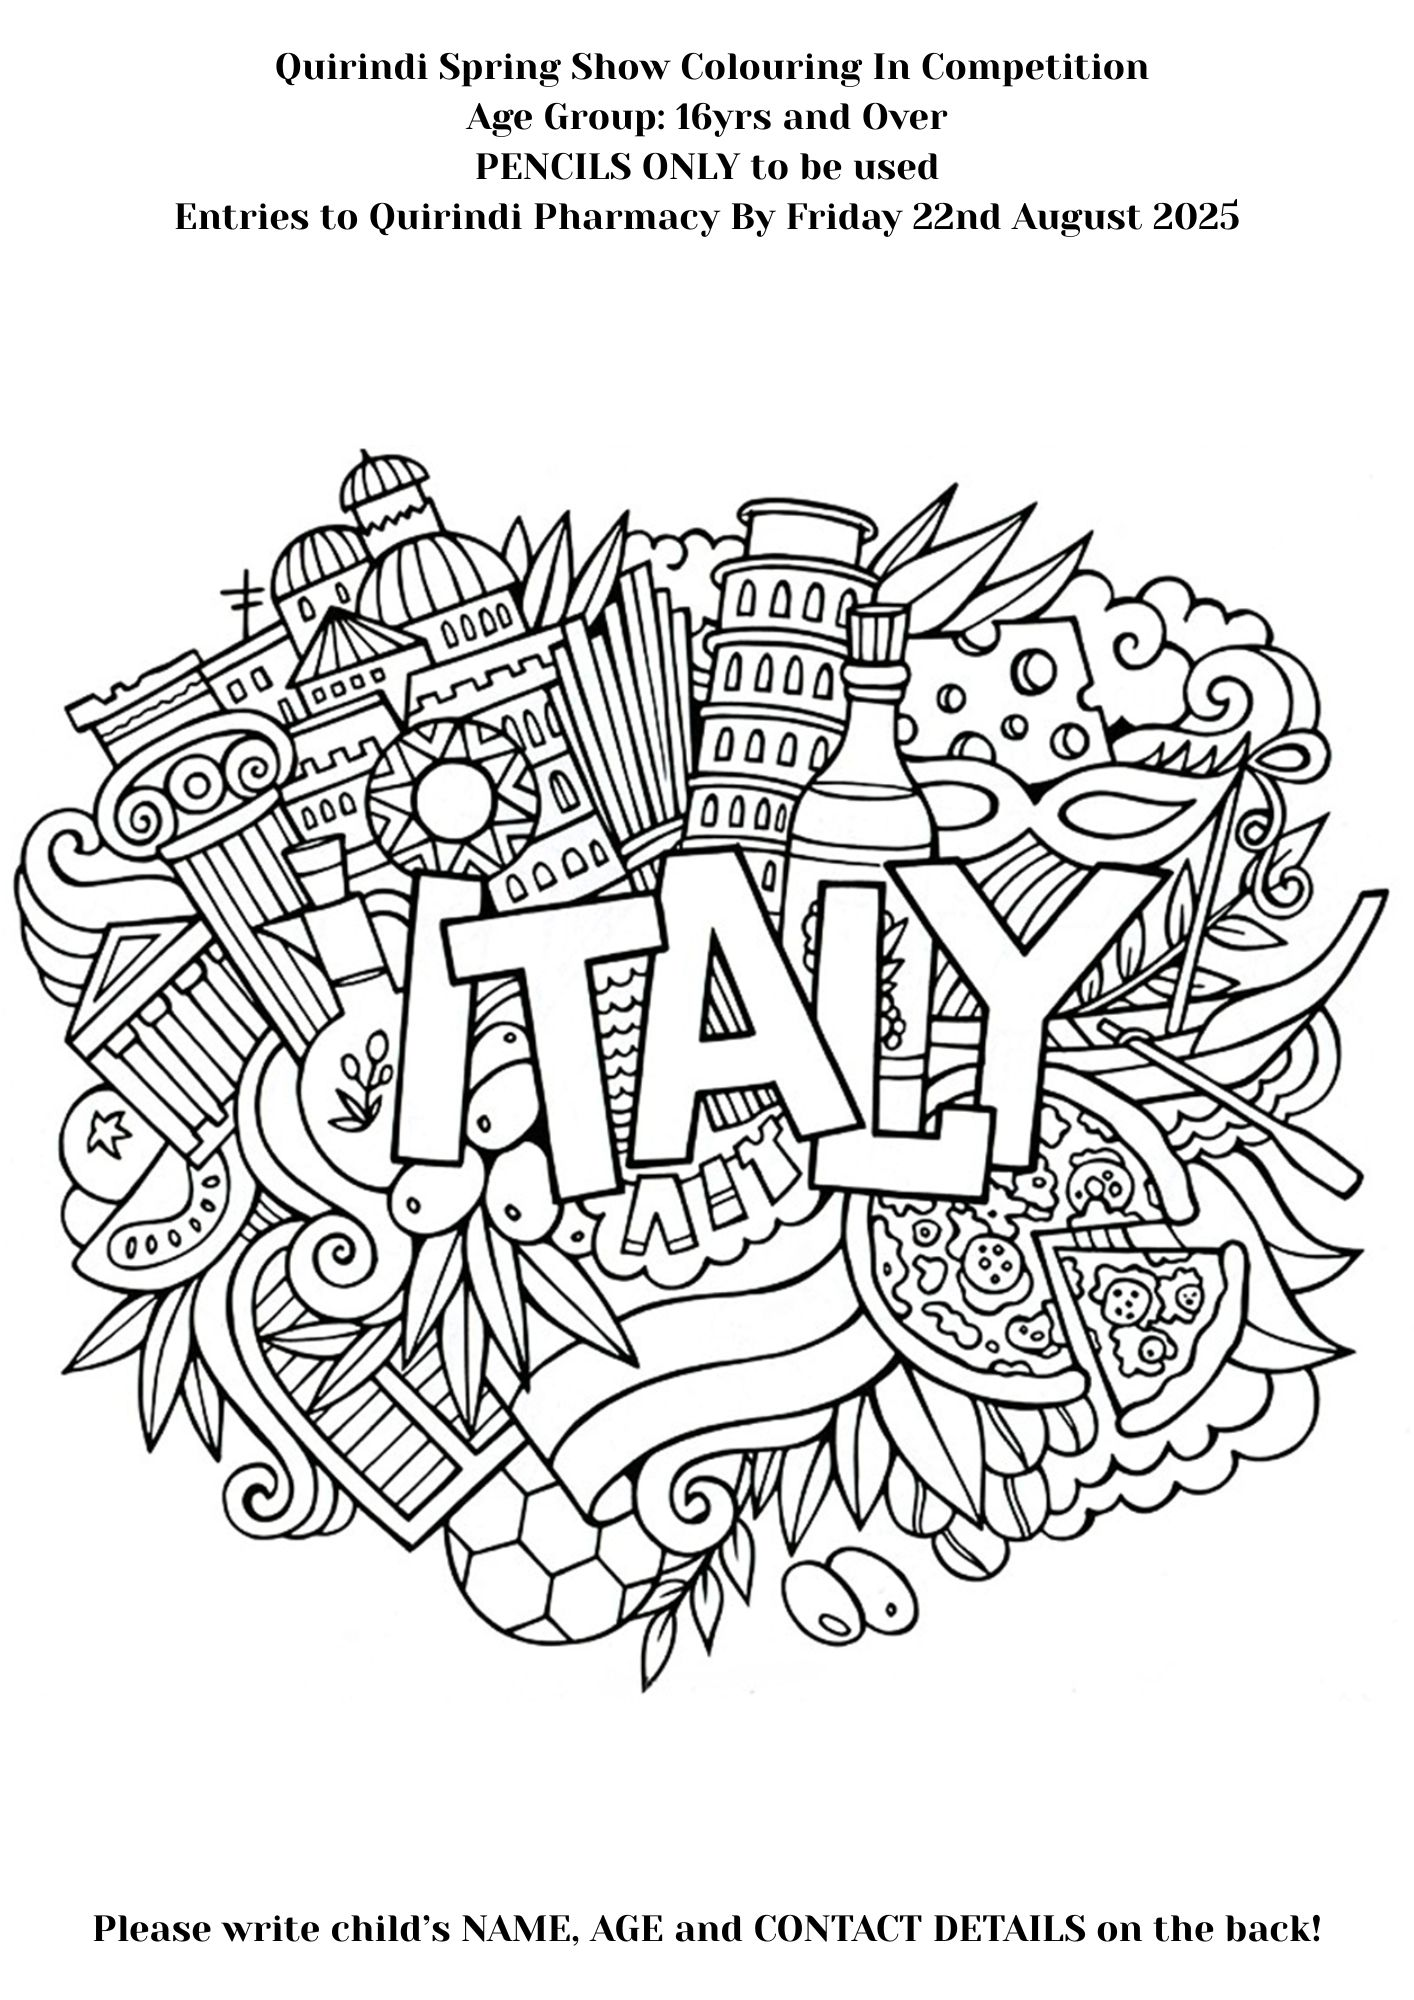 Quirindi Spring Show Colouring In Competition
Age Group: 16yrs and Over
PENCILS ONLY to be used
Entries to Quirindi Pharmacy By Friday 22nd August 2025
ITALY
Please write child's NAME, AGE and CONTACT DETAILS on the back!